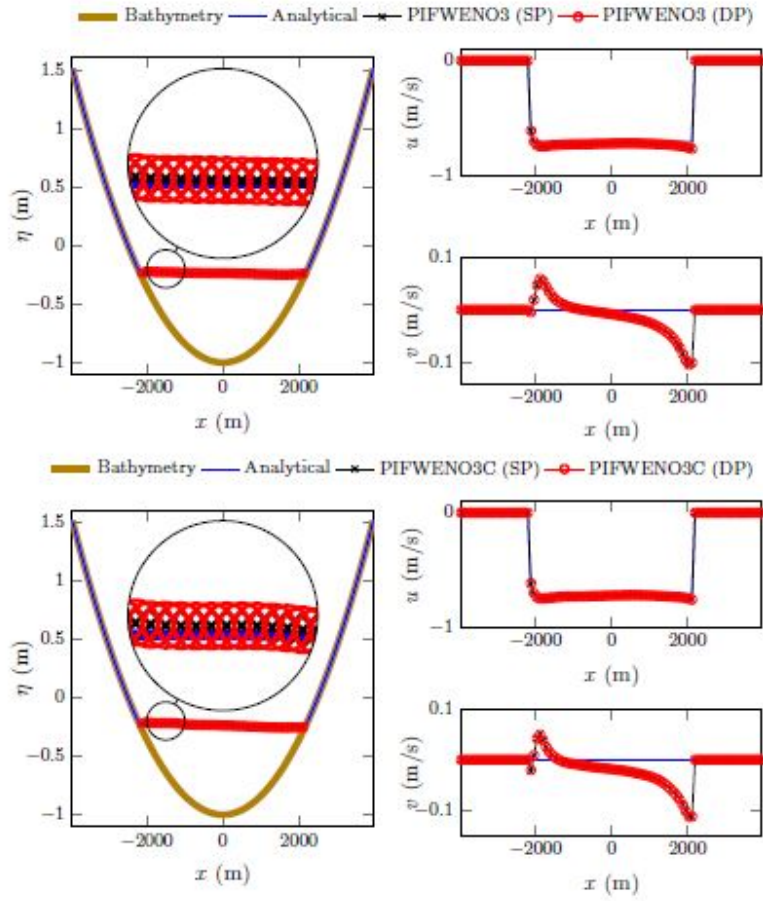 Bathymetry Analytical PIFWENO3 (SP) PIFWENO3 (DP)
1.5
1
0.5
0
−0.5
−1
η (m)
−2000 0 2000
x (m)
0
−1
u (m/s)
−2000 0 2000
x (m)
0.1
−0.1
v (m/s)
−2000 0 2000
x (m)
Bathymetry Analytical PIFWENO3C (SP) PIFWENO3C (DP)
1.5
1
0.5
0
−0.5
−1
η (m)
−2000 0 2000
x (m)
0
−1
u (m/s)
−2000 0 2000
x (m)
0.1
−0.1
v (m/s)
−2000 0 2000
x (m)